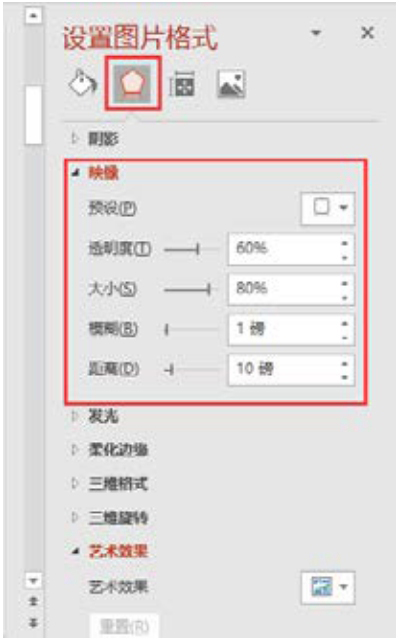 设置图片格式
阴影
映像
预设(P)
透明度(T) 60%
大小(S) 80%
模糊(B) 1 磅
距离(D) 10 磅
发光
柔化边缘
三维格式
三维旋转
艺术效果
艺术效果
重置(R)